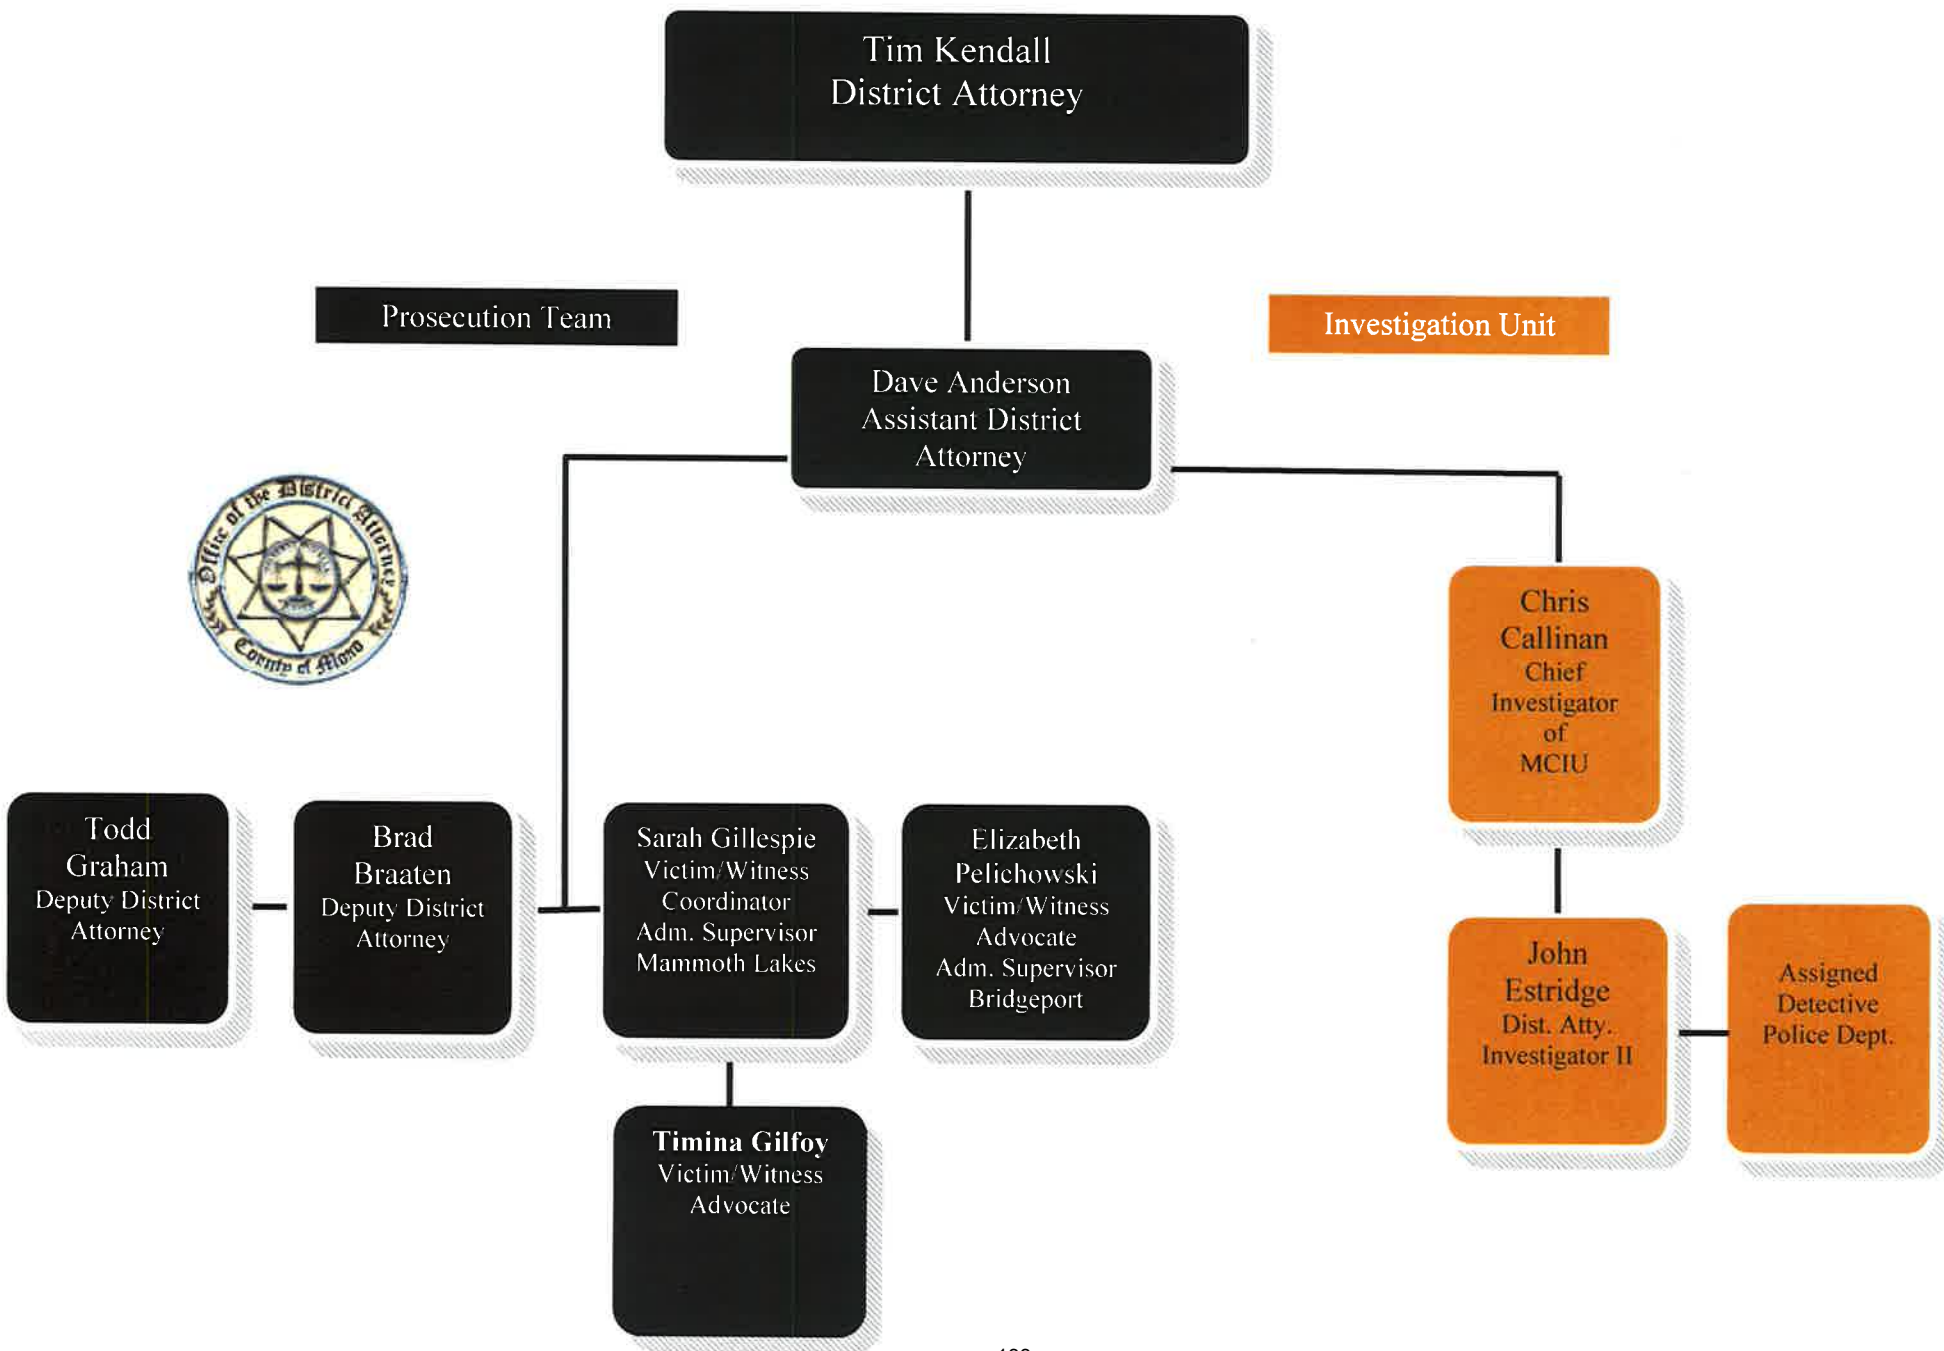 Tim Kendall
District Attorney
Prosecution Team
Investigation Unit
Dave Anderson
Assistant District
Attorney
Office of the District Attorney
County of Mono
Chris
Callinan
Chief
Investigator
of
MCIU
Todd
Graham
Deputy District
Attorney
Brad
Braaten
Deputy District
Attorney
Sarah Gillespie
Victim/Witness
Coordinator
Adm. Supervisor
Mammoth Lakes
Elizabeth
Pelichowski
Victim/Witness
Advocate
Adm. Supervisor
Bridgeport
John
Estridge
Dist. Atty.
Investigator II
Assigned
Detective
Police Dept.
Timina Gilfoy
Victim/Witness
Advocate